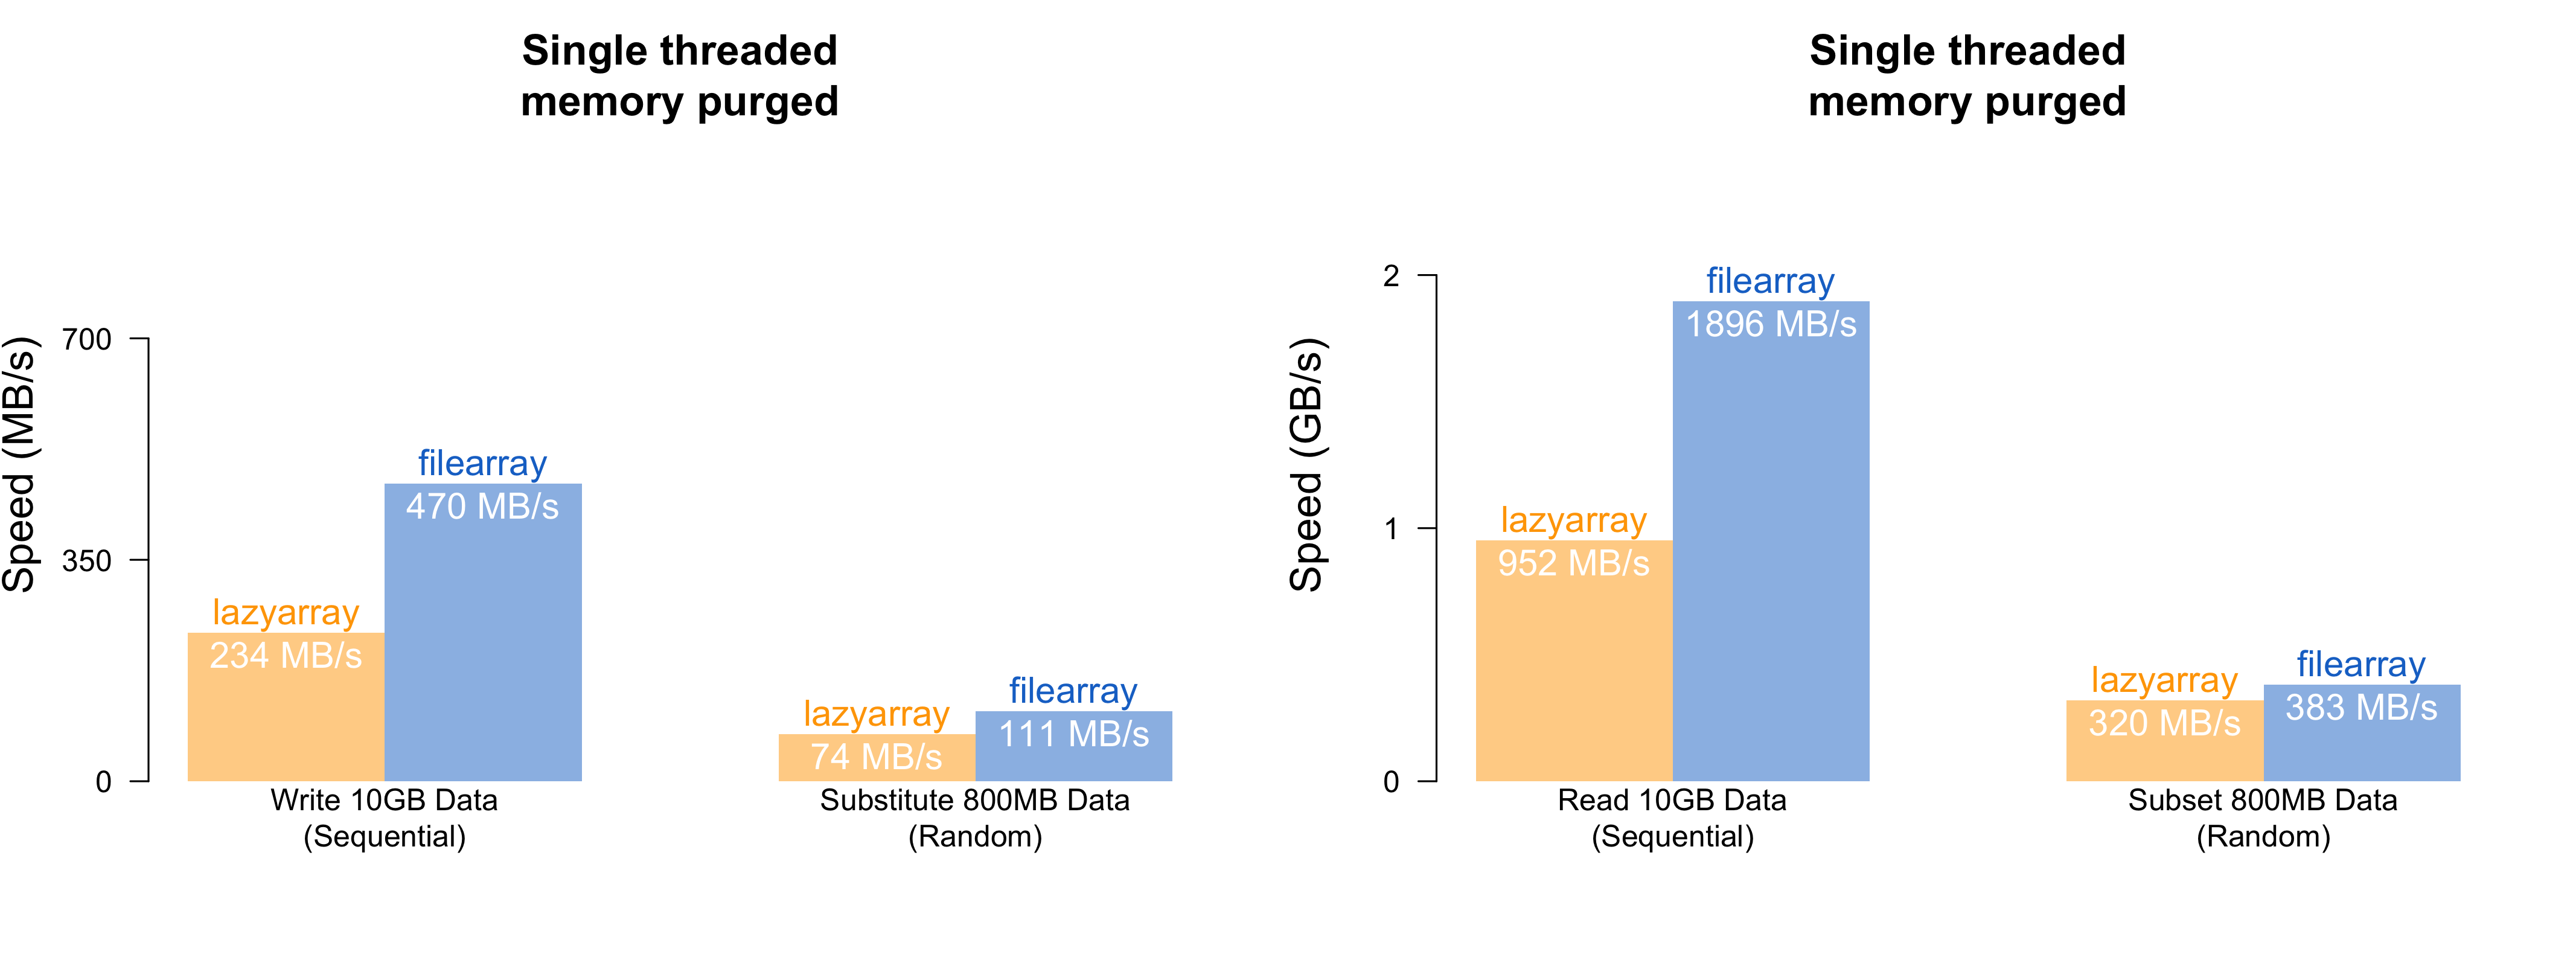 Single threaded
memory purged
Speed (MB/s)
700
350
0
lazyarray
234 MB/s
filearray
470 MB/s
lazyarray
74 MB/s
filearray
111 MB/s
Write 10GB Data
(Sequential)
Substitute 800MB Data
(Random)
Single threaded
memory purged
Speed (GB/s)
2
1
0
lazyarray
952 MB/s
filearray
1896 MB/s
lazyarray
320 MB/s
filearray
383 MB/s
Read 10GB Data
(Sequential)
Subset 800MB Data
(Random)